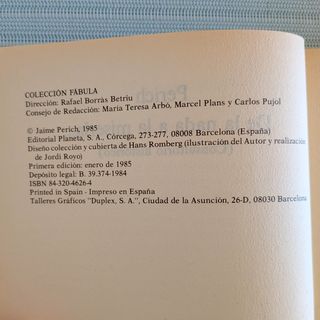 COLECCIÓN FÁBULA
Dirección: Rafael Borràs Betriu
Consejo de Redacción: María Teresa Arbó, Marcel Plans y Carlos Pujol
© Jaime Perich, 1985
Editorial Planeta, S. A., Córcega, 273-277, 08008 Barcelona (España)
Diseño colección y cubierta de Hans Romberg (ilustración del Autor y realización
de Jordi Royo)
Primera edición: enero de 1985
Depósito legal: B. 39.374-1984
ISBN 84-320-4626-4
Printed in Spain - Impreso en España
Talleres Gráficos "Duplex, S. A.", Ciudad de la Asunción, 26-D, 08030 Barcelona